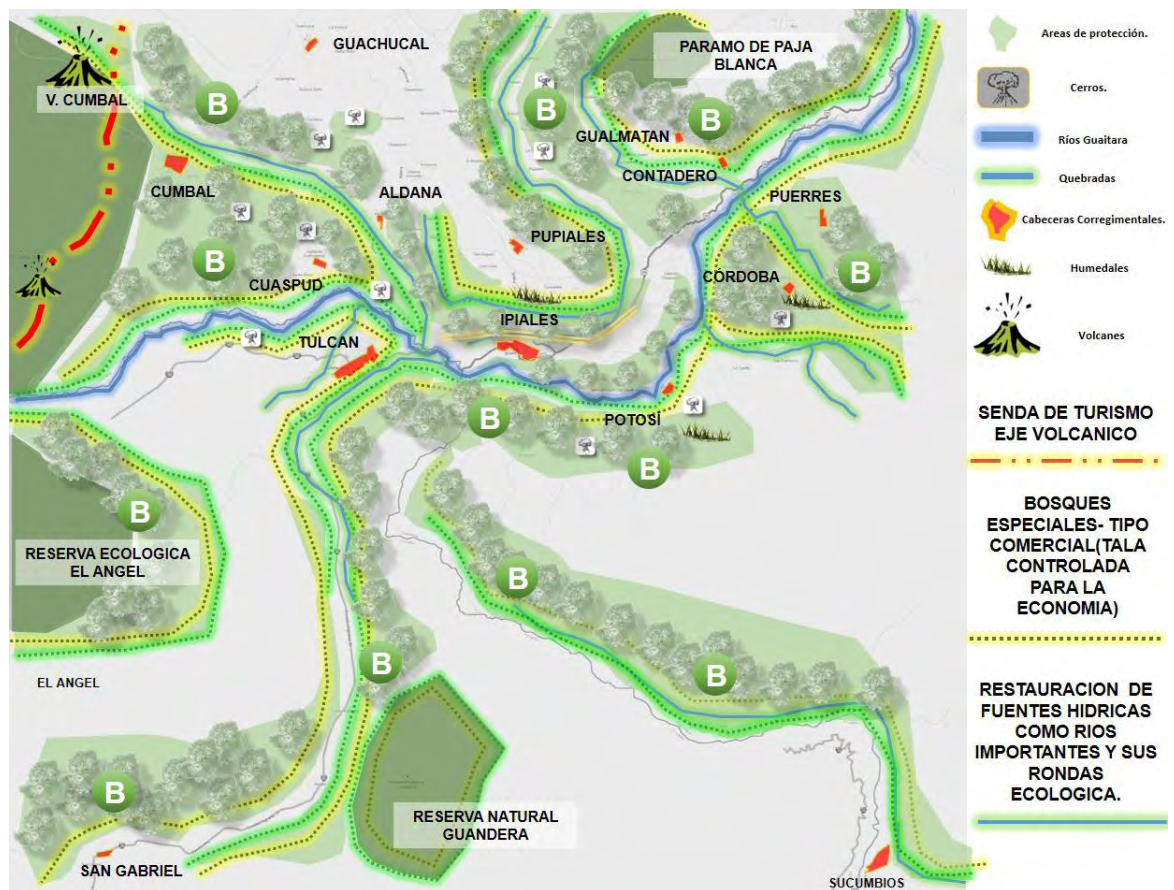 GUACHUCAL
PARAMO DE PAJA
BLANCA
V. CUMBAL
B
B
B
GUALMATAN
B
CONTADERO
CUMBAL
ALDANA
PUERRES
PUPIALES
B
CUASPUD
CÓRDOBA
B
IPIALES
TULCAN
POTOSÍ
B
B
B
RESERVA ECOLOGICA
EL ANGEL
B
B
B
EL ANGEL
B
RESERVA NATURAL
GUANDERA
SAN GABRIEL
SUCUMBIOS
Areas de protección.
Cerros.
Ríos Guaitara
Quebradas
Cabeceras Corregimentales.
Humedales
Volcanes
SENDA DE TURISMO
EJE VOLCANICO
BOSQUES
ESPECIALES- TIPO
COMERCIAL(TALA
CONTROLADA
PARA LA
ECONOMIA)
RESTAURACION DE
FUENTES HIDRICAS
COMO RIOS
IMPORTANTES Y SUS
RONDAS
ECOLOGICA.